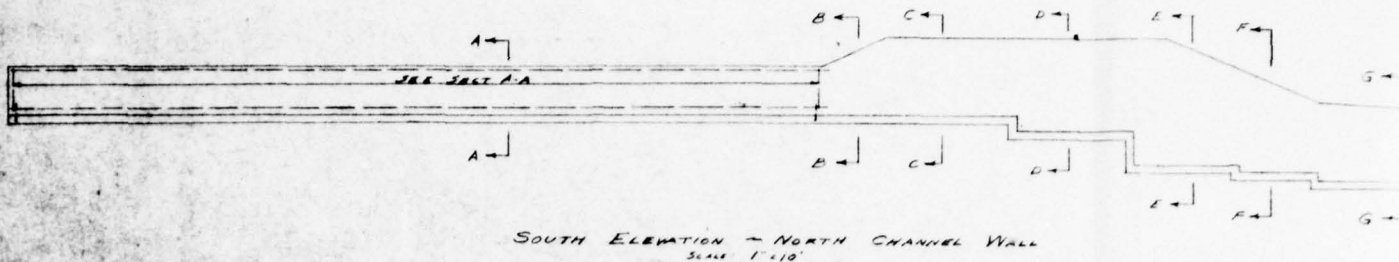 B C D E
A F
G
SEE SECT A-A
A B C D
E F G
SOUTH ELEVATION - NORTH CHANNEL WALL
SCALE 1"=10'